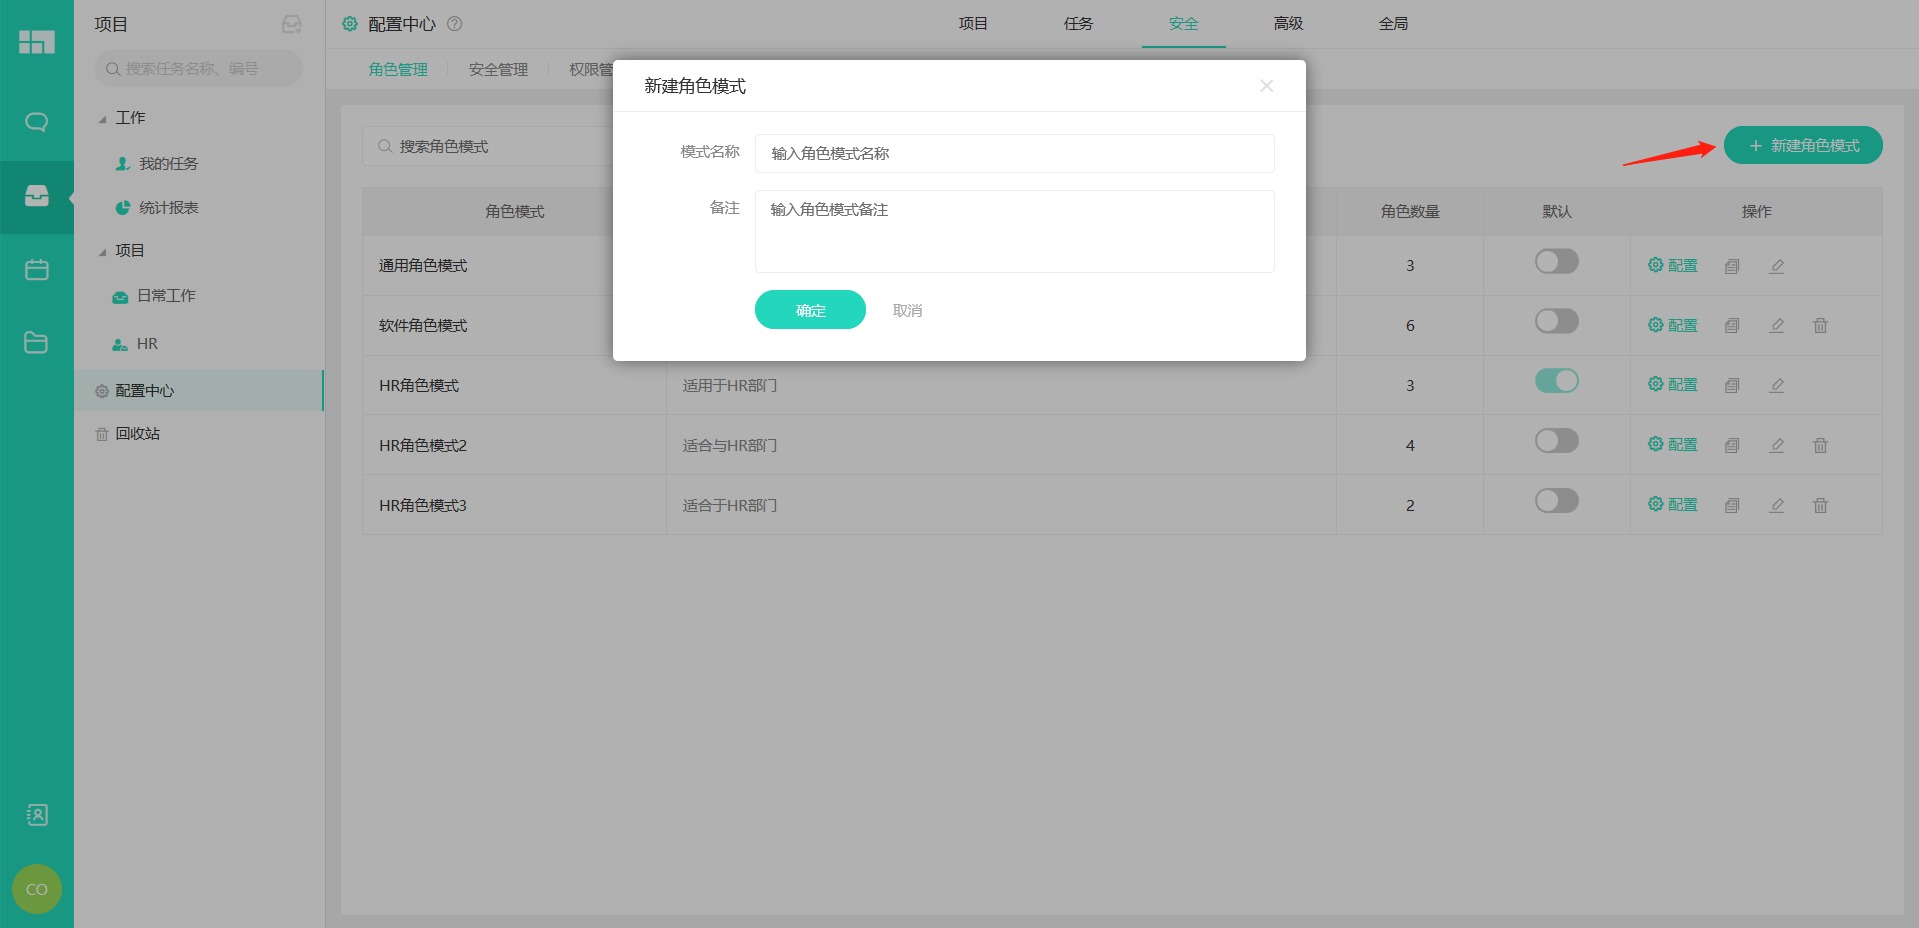 项目
搜索任务名称、编号
工作
我的任务
统计报表
项目
日常工作
HR
配置中心
回收站
CO
配置中心
项目
任务
安全
高级
全局
角色管理
安全管理
权限管
新建角色模式
模式名称
输入角色模式名称
备注
输入角色模式备注
确定
取消
搜索角色模式
新建角色模式
角色模式
角色数量
默认
操作
通用角色模式
3
配置
软件角色模式
6
配置
HR角色模式
适用于HR部门
3
配置
HR角色模式2
适合与HR部门
4
配置
HR角色模式3
适合于HR部门
2
配置